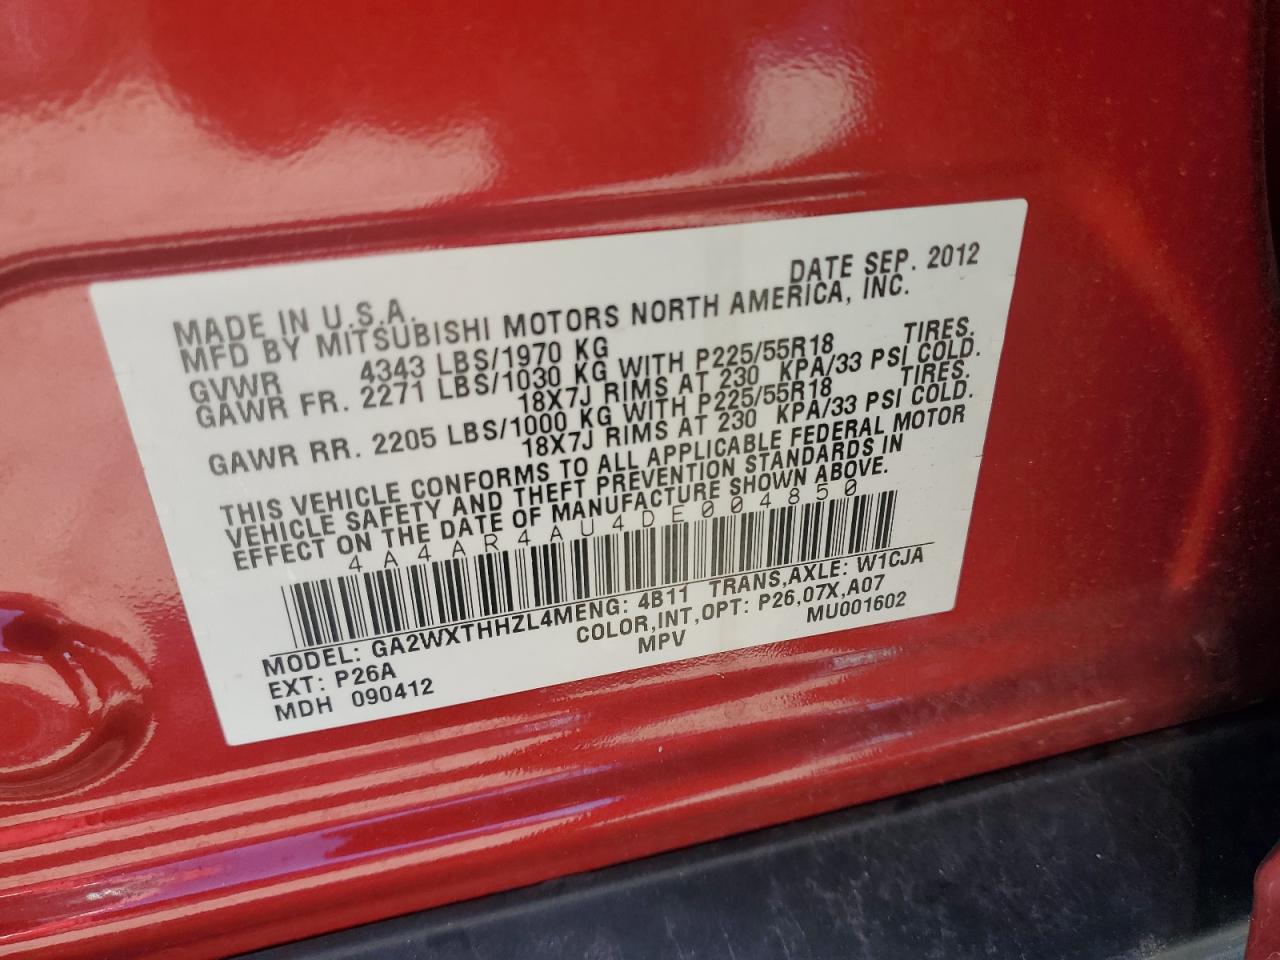 DATE SEP. 2012
MADE IN U.S.A.
MFD BY MITSUBISHI MOTORS NORTH AMERICA, INC.
GVWR 4343 LBS/1970 KG
GAWR FR. 2271 LBS/1030 KG WITH P225/55R18 TIRES.
18X7J RIMS AT 230 KPA/33 PSI COLD.
GAWR RR. 2205 LBS/1000 KG WITH P225/55R18 TIRES.
18X7J RIMS AT 230 KPA/33 PSI COLD.
THIS VEHICLE CONFORMS TO ALL APPLICABLE FEDERAL MOTOR
VEHICLE SAFETY AND THEFT PREVENTION STANDARDS IN
EFFECT ON THE DATE OF MANUFACTURE SHOWN ABOVE.
4A4AR4AU4DE004850
MODEL: GA2WXTHHZL4MENG: 4B11 TRANS,AXLE: W1CJA
EXT: P26A COLOR,INT,OPT: P26,07X,A07
MDH 090412 MPV MU001602